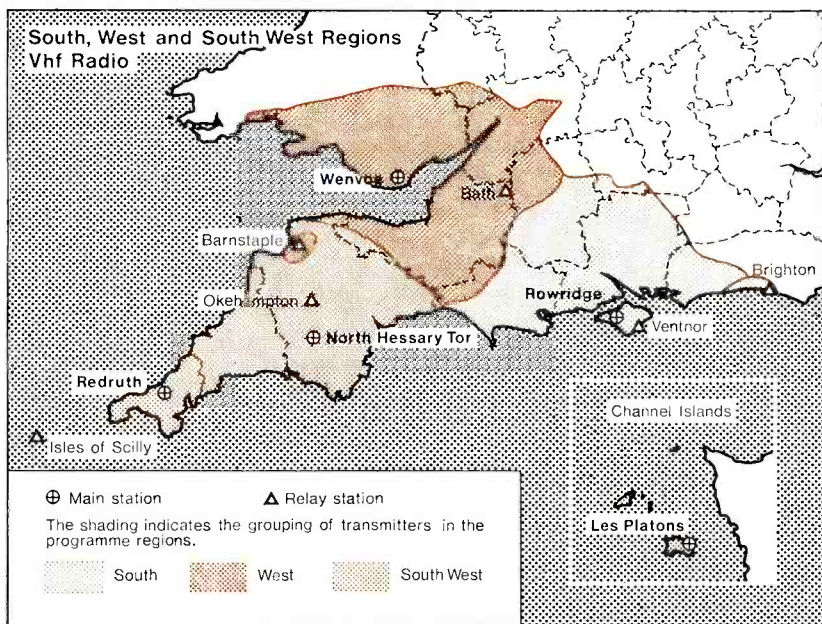 South, West and South West Regions
Vhf Radio
Wenvoe
Bath
Barnstaple
Brighton
Okehampton
Rowridge
Ventnor
North Hessary Tor
Redruth
Channel Islands
Isles of Scilly
Main station
Relay station
Les Platons
The shading indicates the grouping of transmitters in the
programme regions.
South
West
South West